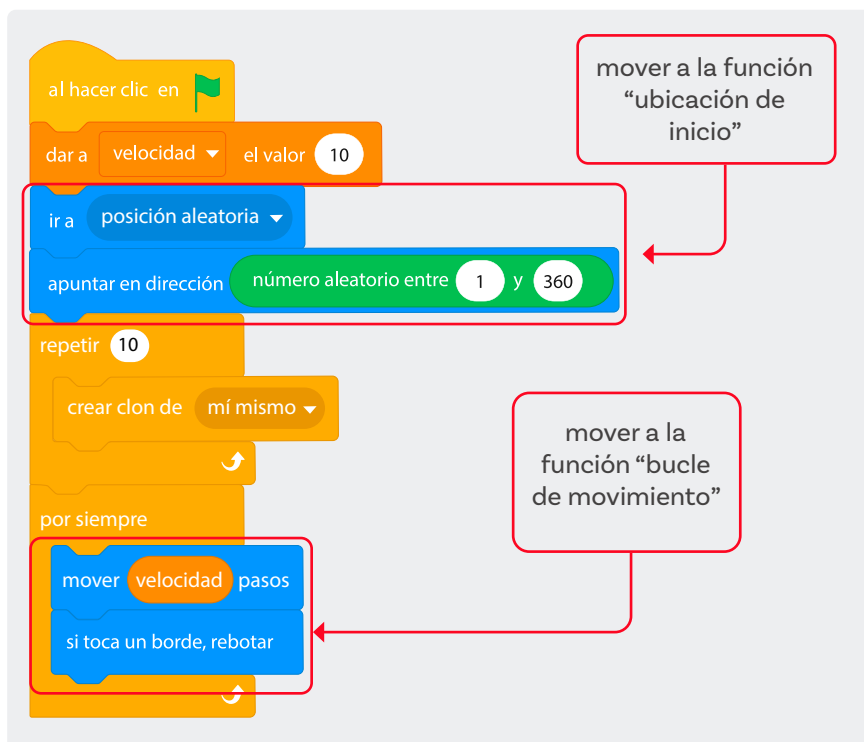 al hacer clic en
dar a velocidad el valor 10
ir a posición aleatoria
apuntar en dirección número aleatorio entre 1 y 360
repetir 10
crear clon de mí mismo
por siempre
mover velocidad pasos
si toca un borde, rebotar
mover a la función
“ubicación de
inicio”
mover a la
función “bucle
de movimiento”